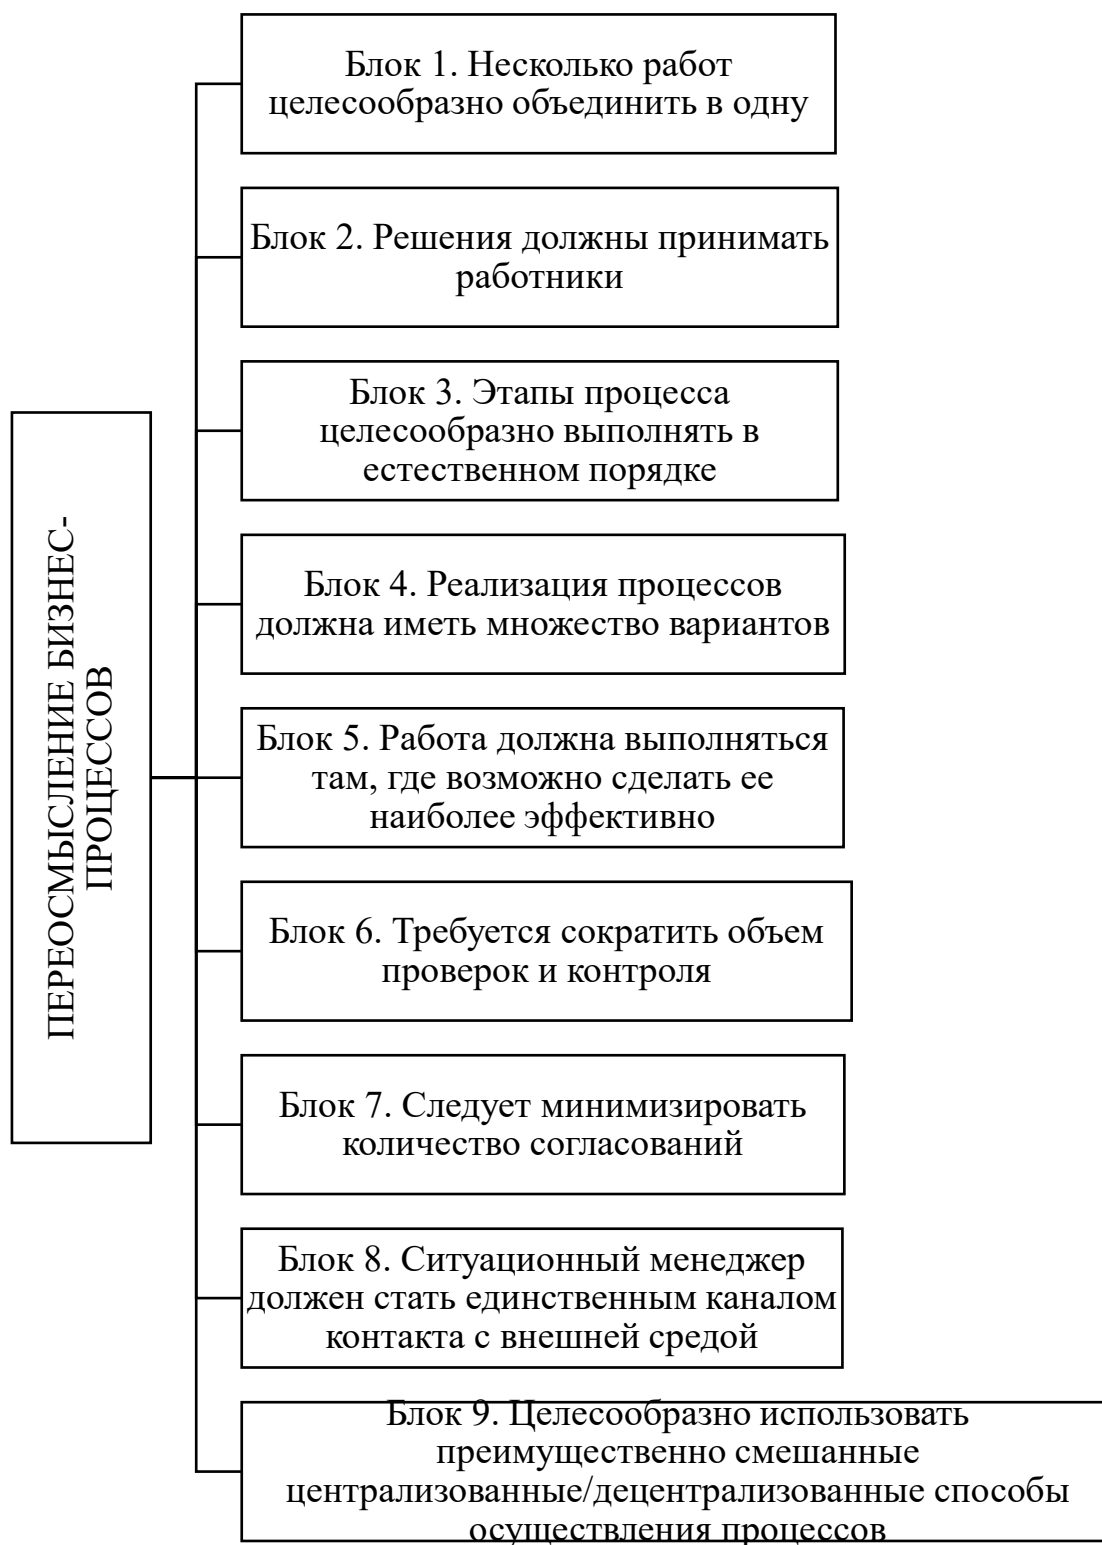 ПЕРЕОСМЫСЛЕНИЕ БИЗНЕС-
ПРОЦЕССОВ
Блок 1. Несколько работ
целесообразно объединить в одну
Блок 2. Решения должны принимать
работники
Блок 3. Этапы процесса
целесообразно выполнять в
естественном порядке
Блок 4. Реализация процессов
должна иметь множество вариантов
Блок 5. Работа должна выполняться
там, где возможно сделать ее
наиболее эффективно
Блок 6. Требуется сократить объем
проверок и контроля
Блок 7. Следует минимизировать
количество согласований
Блок 8. Ситуационный менеджер
должен стать единственным каналом
контакта с внешней средой
Блок 9. Целесообразно использовать
преимущественно смешанные
централизованные/децентрализованные способы
осуществления процессов